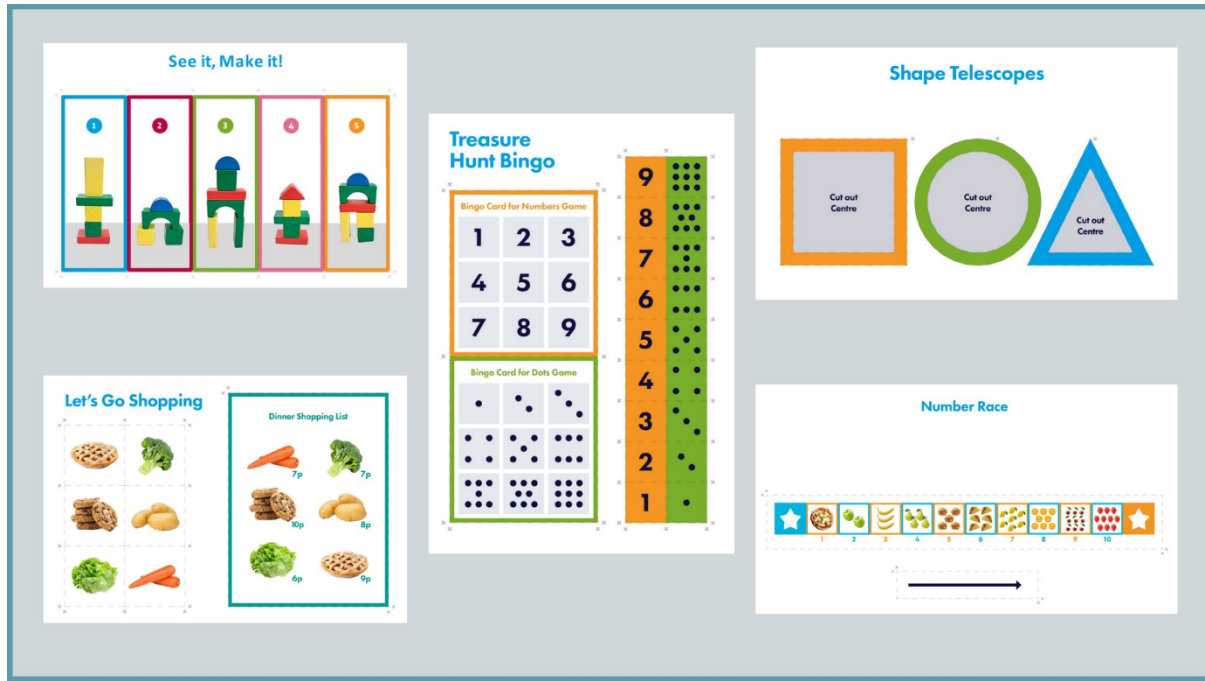 See it, Make it!
1 2 3 4 5
Treasure
Hunt Bingo
Bingo Card for Numbers Game
1 2 3
4 5 6
7 8 9
Bingo Card for Dots Game
9
8
7
6
5
4
3
2
1
Shape Telescopes
Cut out
Centre
Cut out
Centre
Cut out
Centre
Let's Go Shopping
Dinner Shopping List
7p 7p
10p 8p
6p 9p
Number Race
1 2 3 4 5 6 7 8 9 10